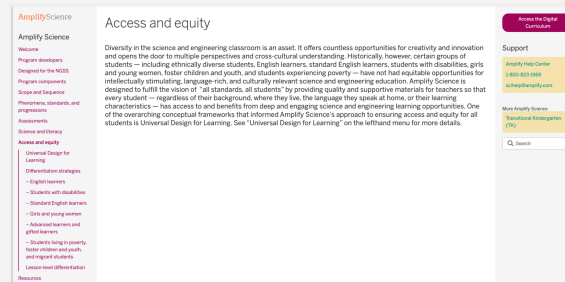 AmplifyScience
Amplify Science
Welcome
Program developers
Designed for the NGSS
Program components
Scope and Sequence
Phenomena, standards, and
progressions
Assessments
Science and literacy
Access and equity
Universal Design for
Learning
Differentiation strategies
– English learners
– Students with disabilities
– Standard English learners
– Girls and young women
– Advanced learners and
gifted learners
– Students living in poverty,
foster children and youth,
and migrant students
Lesson-level differentiation
Resources
Access and equity
Diversity in the science and engineering classroom is an asset. It offers countless opportunities for creativity and innovation
and opens the door to multiple perspectives and cross-cultural understanding. Historically, however, certain groups of
students — including ethnically diverse students, English learners, standard English learners, students with disabilities, girls
and young women, foster children and youth, and students experiencing poverty — have not had equitable opportunities for
intellectually stimulating, language-rich, and culturally relevant science and engineering education. Amplify Science is
designed to fulfill the vision of "all standards, all students" by providing quality and supportive materials for teachers so that
every student — regardless of their background, where they live, the language they speak at home, or their learning
characteristics — has access to and benefits from deep and engaging science and engineering learning opportunities. One
of the overarching conceptual frameworks that informed Amplify Science's approach to ensuring access and equity for all
students is Universal Design for Learning. See "Universal Design for Learning" on the lefthand menu for more details.
Access the Digital
Curriculum
Support
Amplify Help Center
1-800-823-1969
scihelp@amplify.com
More Amplify Science
Transitional Kindergarten
(TK)
Search